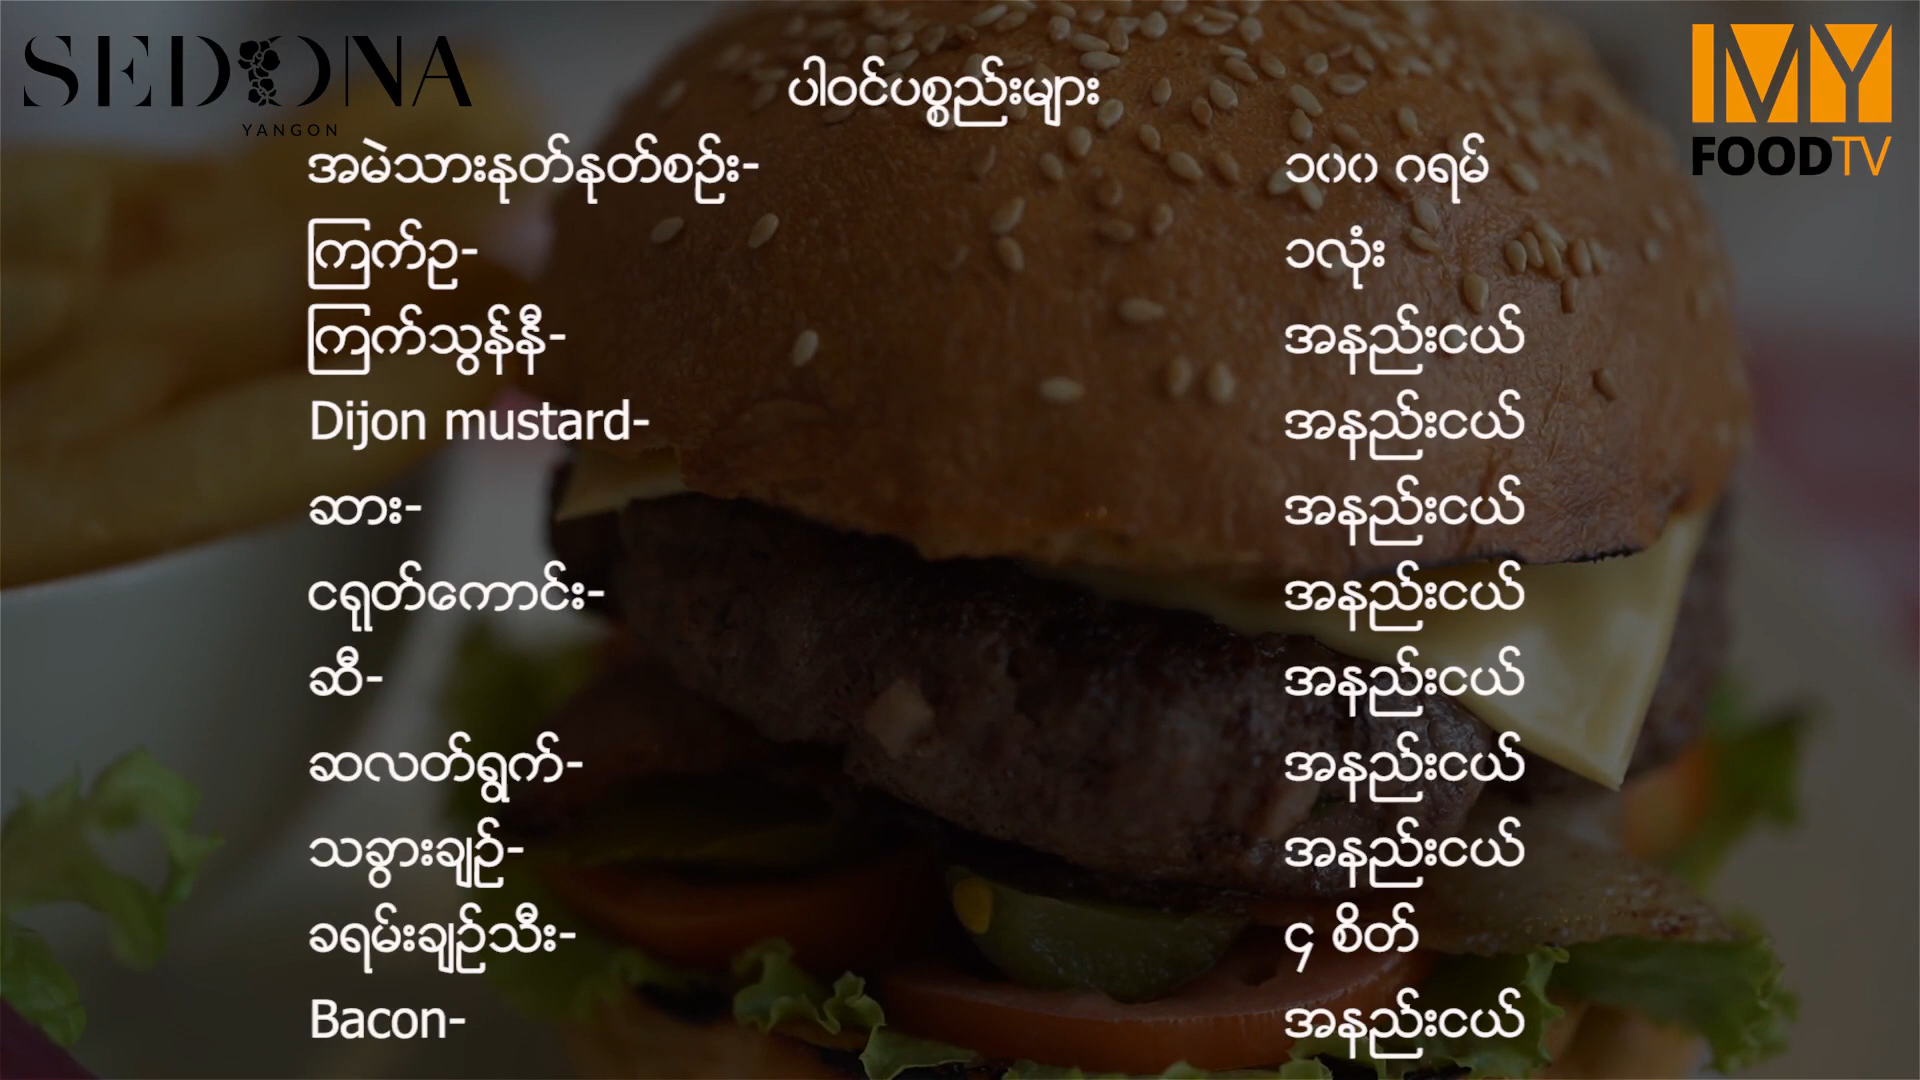 SEDONA
YANGON
MY
FOODTV
ပါဝင်ပစ္စည်းများ
အမဲသားနုတ်နုတ်စဉ်း- ၁၀၀ ဂရမ်
ကြက်ဥ- ၁လုံး
ကြက်သွန်နီ- အနည်းငယ်
Dijon mustard- အနည်းငယ်
ဆား- အနည်းငယ်
ငရုတ်ကောင်း- အနည်းငယ်
ဆီ- အနည်းငယ်
ဆလတ်ရွက်- အနည်းငယ်
သခွားချဉ်- အနည်းငယ်
ခရမ်းချဉ်သီး- ၄ စိတ်
Bacon- အနည်းငယ်